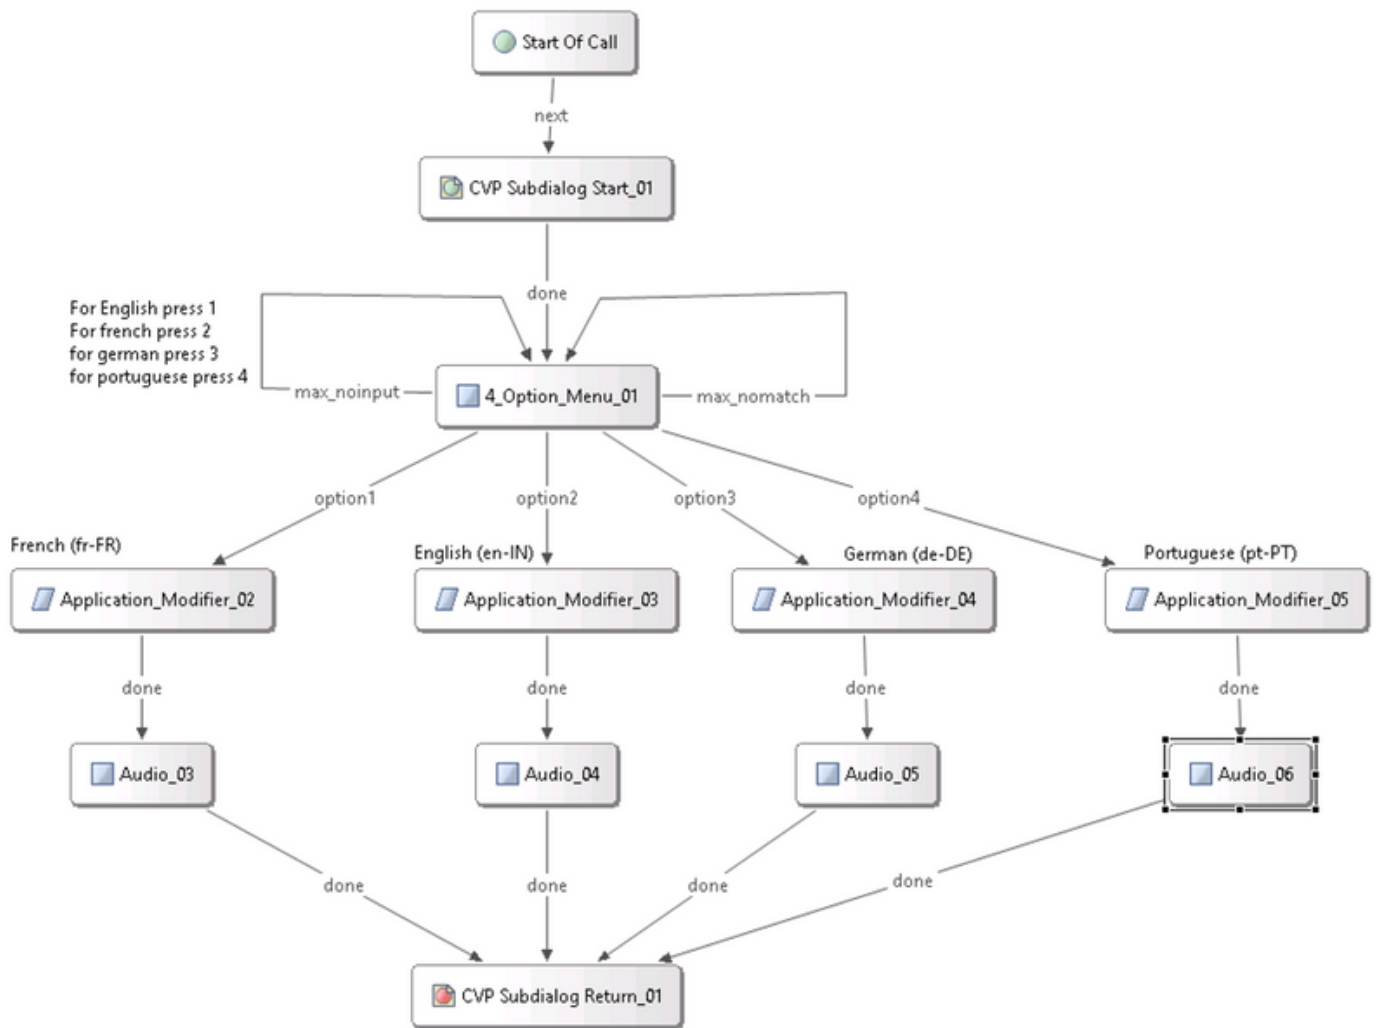 Start Of Call
next
CVP Subdialog Start_01
done
For English press 1
For french press 2
for german press 3
for portuguese press 4
max_noinput
4_Option_Menu_01
max_nomatch
option1
option2
option3
option4
French (fr-FR)
English (en-IN)
German (de-DE)
Portuguese (pt-PT)
Application_Modifier_02
Application_Modifier_03
Application_Modifier_04
Application_Modifier_05
done
done
done
done
Audio_03
Audio_04
Audio_05
Audio_06
done
done
done
done
CVP Subdialog Return_01